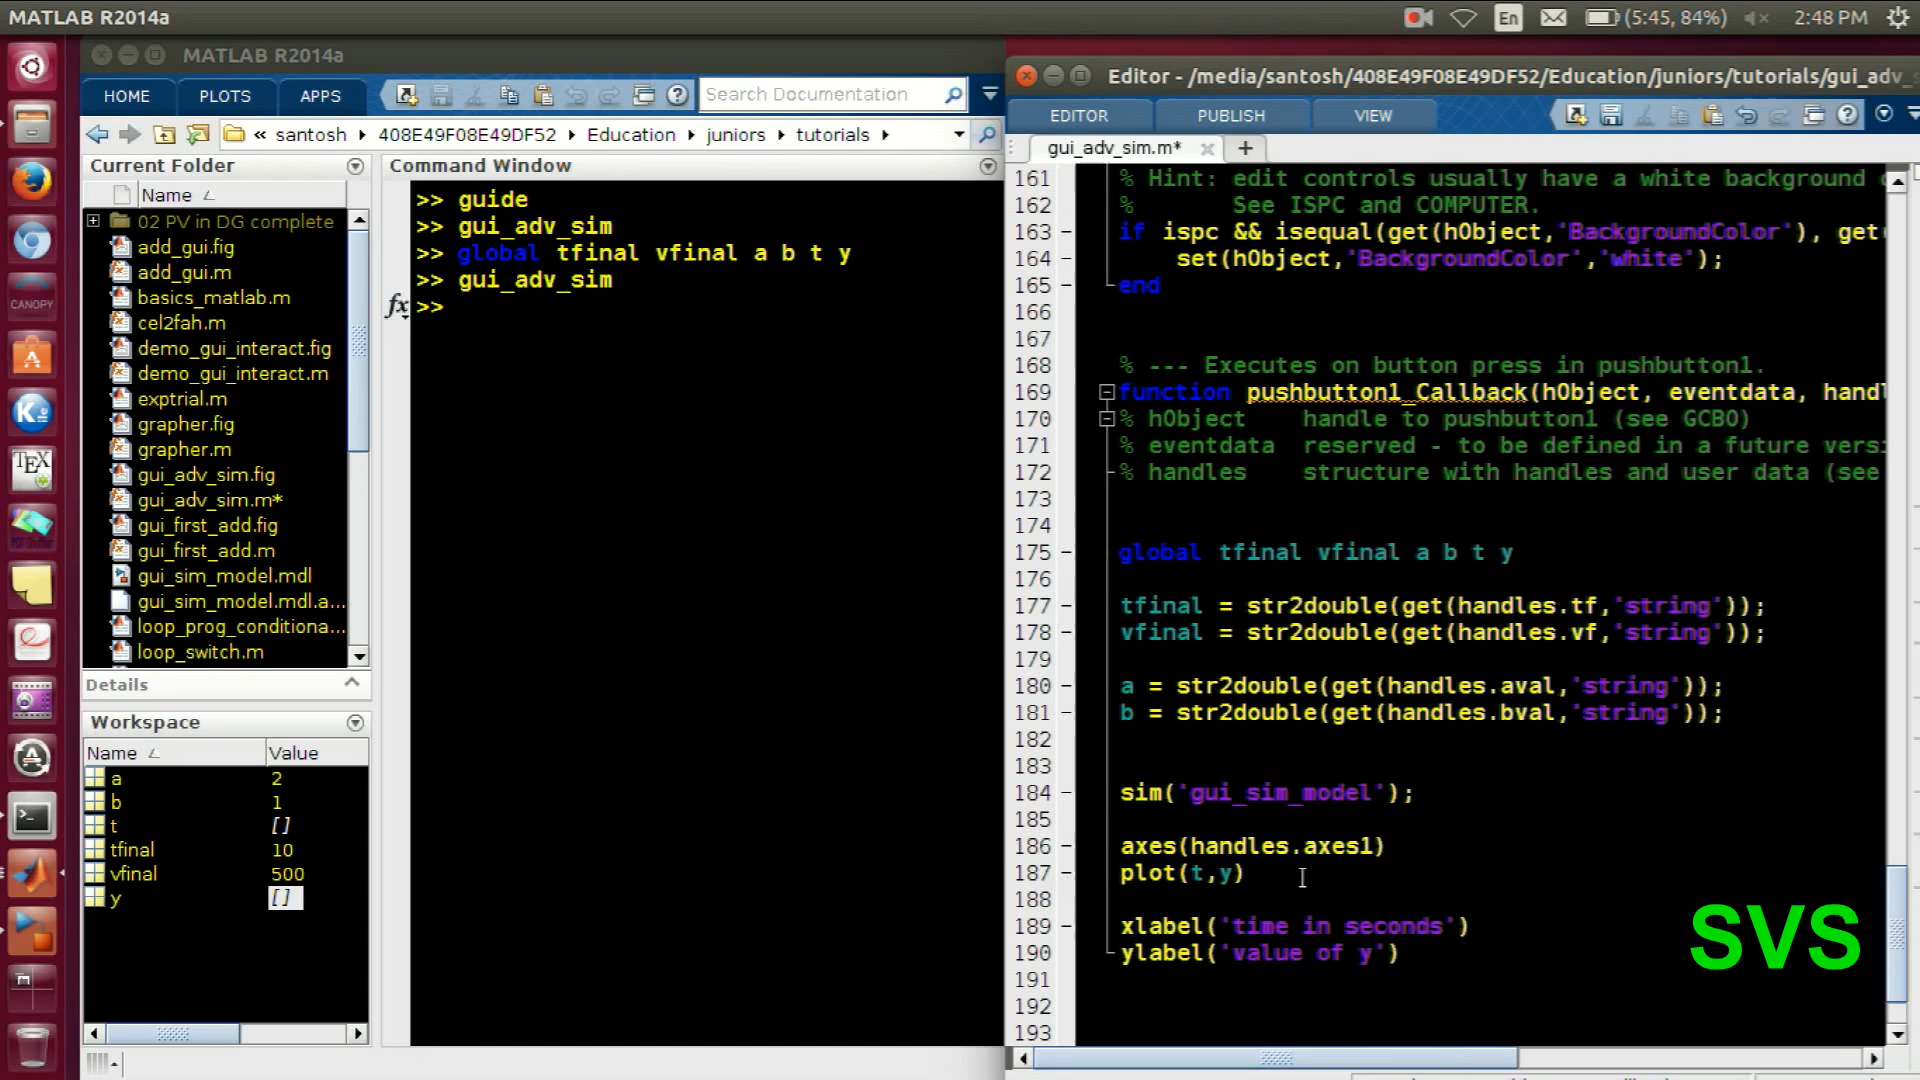 MATLAB R2014a
En
(5:45, 84%)
2:48 PM
MATLAB R2014a
HOME
PLOTS
APPS
Search Documentation
« santosh ▸ 408E49F08E49DF52 ▸ Education ▸ juniors ▸ tutorials ▸
Current Folder
Name
02 PV in DG complete
add_gui.fig
add_gui.m
basics_matlab.m
cel2fah.m
demo_gui_interact.fig
demo_gui_interact.m
exptrial.m
grapher.fig
grapher.m
gui_adv_sim.fig
gui_adv_sim.m*
gui_first_add.fig
gui_first_add.m
gui_sim_model.mdl
gui_sim_model.mdl.a...
loop_prog_conditiona...
loop_switch.m
Details
Workspace
Name Value
a 2
b 1
t []
tfinal 10
vfinal 500
y []
Command Window
>> guide
>> gui_adv_sim
>> global tfinal vfinal a b t y
>> gui_adv_sim
fx >>
CANOPY
TEX
Editor - /media/santosh/408E49F08E49DF52/Education/juniors/tutorials/gui_adv_s
EDITOR
PUBLISH
VIEW
gui_adv_sim.m*
161 % Hint: edit controls usually have a white background
162 % See ISPC and COMPUTER.
163 if ispc && isequal(get(hObject,'BackgroundColor'), get(
164 set(hObject,'BackgroundColor','white');
165 end
166
167
168 % --- Executes on button press in pushbutton1.
169 function pushbutton1_Callback(hObject, eventdata, handl
170 % hObject handle to pushbutton1 (see GCBO)
171 % eventdata reserved - to be defined in a future versi
172 % handles structure with handles and user data (see
173
174
175 global tfinal vfinal a b t y
176
177 tfinal = str2double(get(handles.tf,'string'));
178 vfinal = str2double(get(handles.vf,'string'));
179
180 a = str2double(get(handles.aval,'string'));
181 b = str2double(get(handles.bval,'string'));
182
183
184 sim('gui_sim_model');
185
186 axes(handles.axes1)
187 plot(t,y)
188
189 xlabel('time in seconds')
190 ylabel('value of y')
191
192
193
SVS